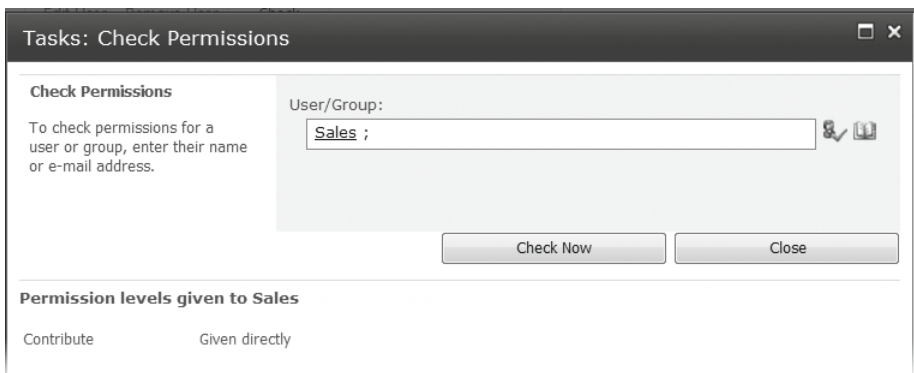 Tasks: Check Permissions
Check Permissions
To check permissions for a
user or group, enter their name
or e-mail address.
User/Group:
Sales ;
Check Now
Close
Permission levels given to Sales
Contribute Given directly